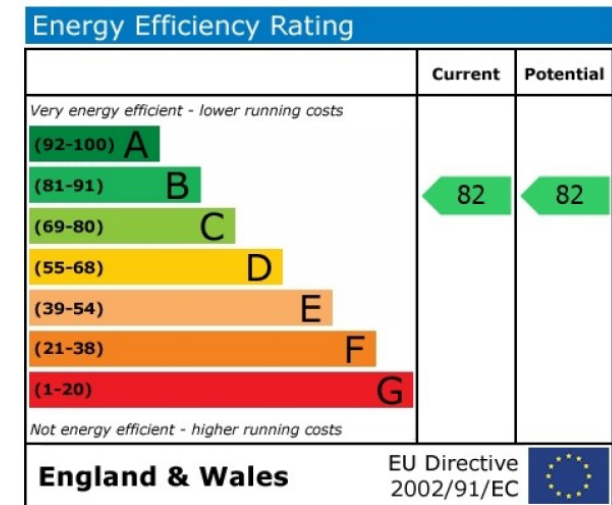 Energy Efficiency Rating
Current Potential
Very energy efficient - lower running costs
(92-100) A
(81-91) B
82 82
(69-80) C
(55-68) D
(39-54) E
(21-38) F
(1-20) G
Not energy efficient - higher running costs
England & Wales
EU Directive
2002/91/EC